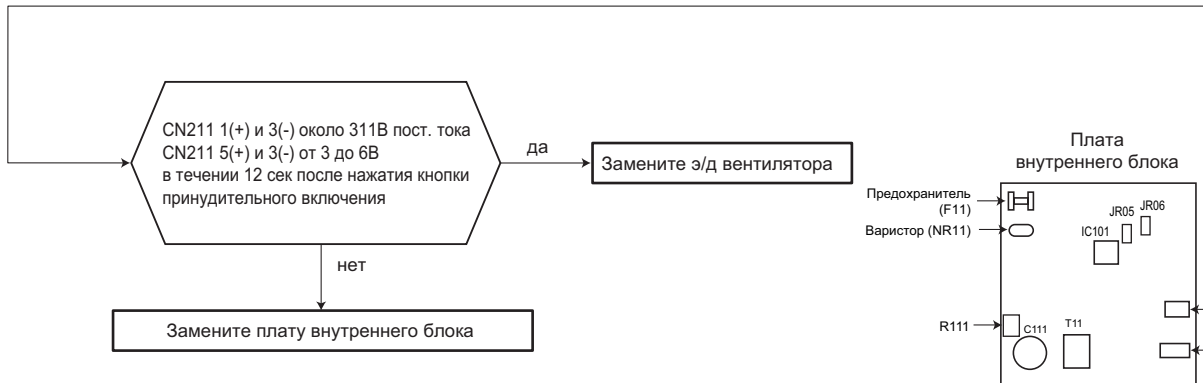 CN211 1(+) и 3(-) около 311В пост. тока
CN211 5(+) и 3(-) от 3 до 6В
в течении 12 сек после нажатия кнопки
принудительного включения
да
Замените э/д вентилятора
нет
Замените плату внутреннего блока
Плата
внутреннего блока
Предохранитель
(F11)
Варистор (NR11)
JR05
JR06
IC101
R111
C111
T11